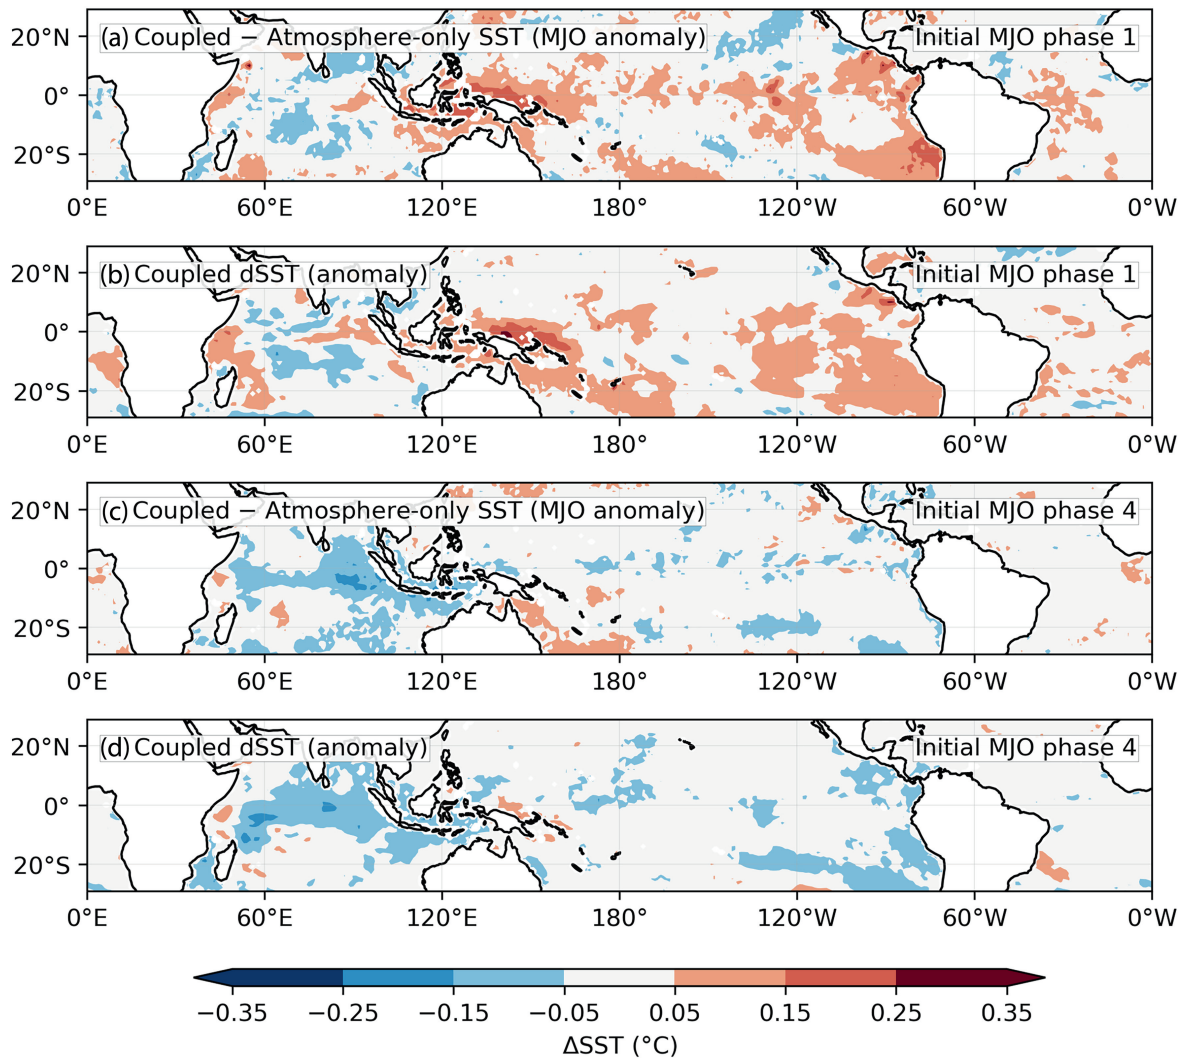 20°N
(a) Coupled − Atmosphere-only SST (MJO anomaly)
Initial MJO phase 1
0°
20°S
0°E 60°E 120°E 180° 120°W 60°W 0°W
20°N
(b) Coupled dSST (anomaly)
Initial MJO phase 1
0°
20°S
0°E 60°E 120°E 180° 120°W 60°W 0°W
20°N
(c) Coupled − Atmosphere-only SST (MJO anomaly)
Initial MJO phase 4
0°
20°S
0°E 60°E 120°E 180° 120°W 60°W 0°W
20°N
(d) Coupled dSST (anomaly)
Initial MJO phase 4
0°
20°S
0°E 60°E 120°E 180° 120°W 60°W 0°W
−0.35 −0.25 −0.15 −0.05 0.05 0.15 0.25 0.35
ΔSST (°C)